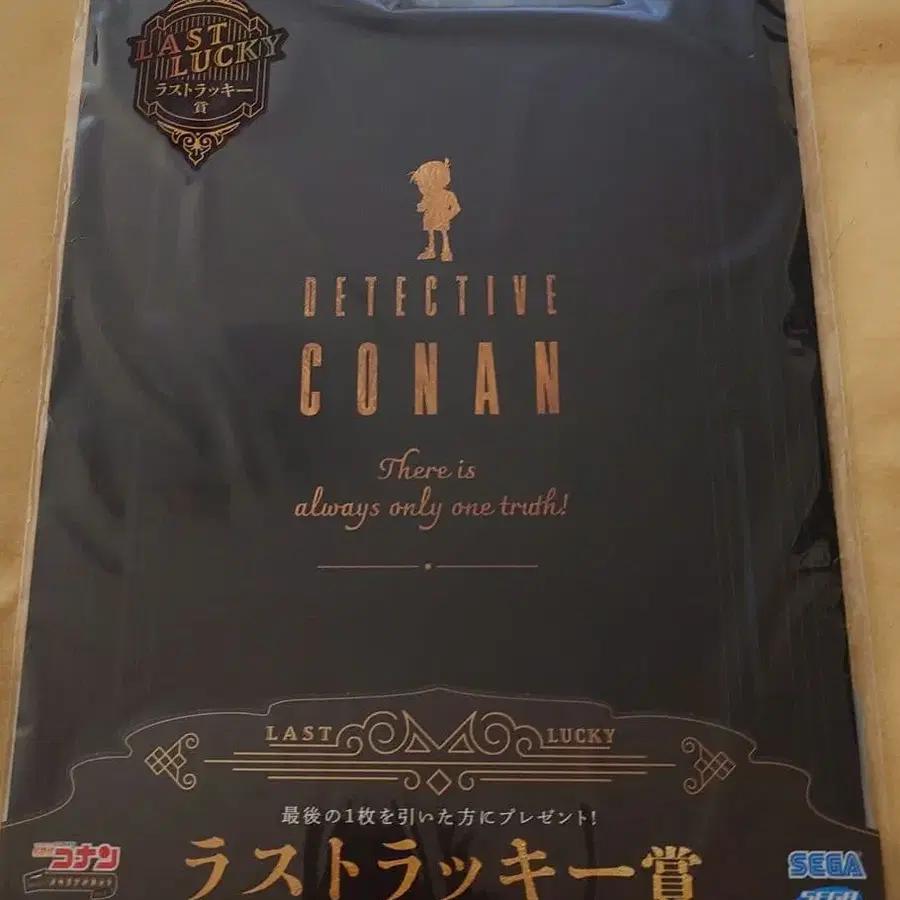 LAST
LUCKY
ラストラッキー
賞
DETECTIVE
CONAN
There is
always only one truth!
LAST LUCKY
最後の1枚を引いた方にプレゼント!
コナン
ラストラッキー賞
SEGA
SEGA